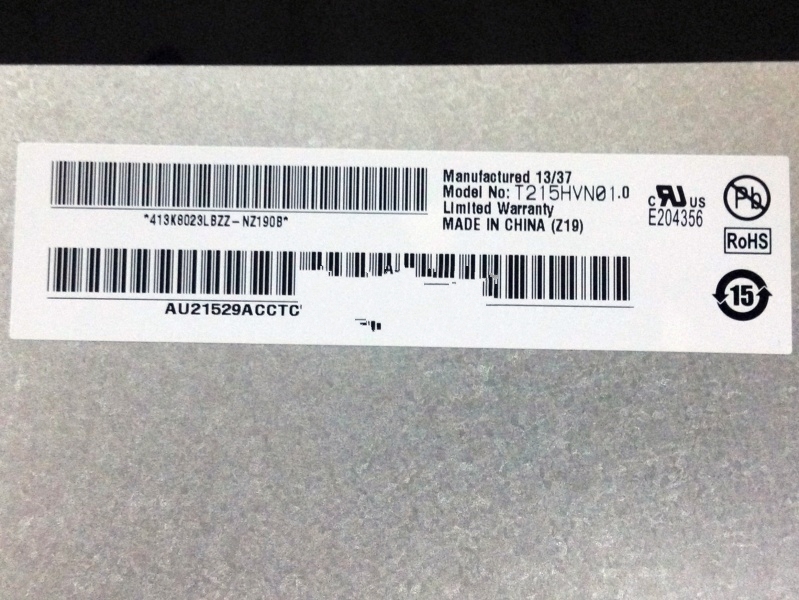 Manufactured 13/37
Model No: T215HVN01.0
Limited Warranty
MADE IN CHINA (Z19)
*413K8023LBZZ-NZ190B*
AU21529ACCTC
C RU US
E204356
Pb
RoHS
15